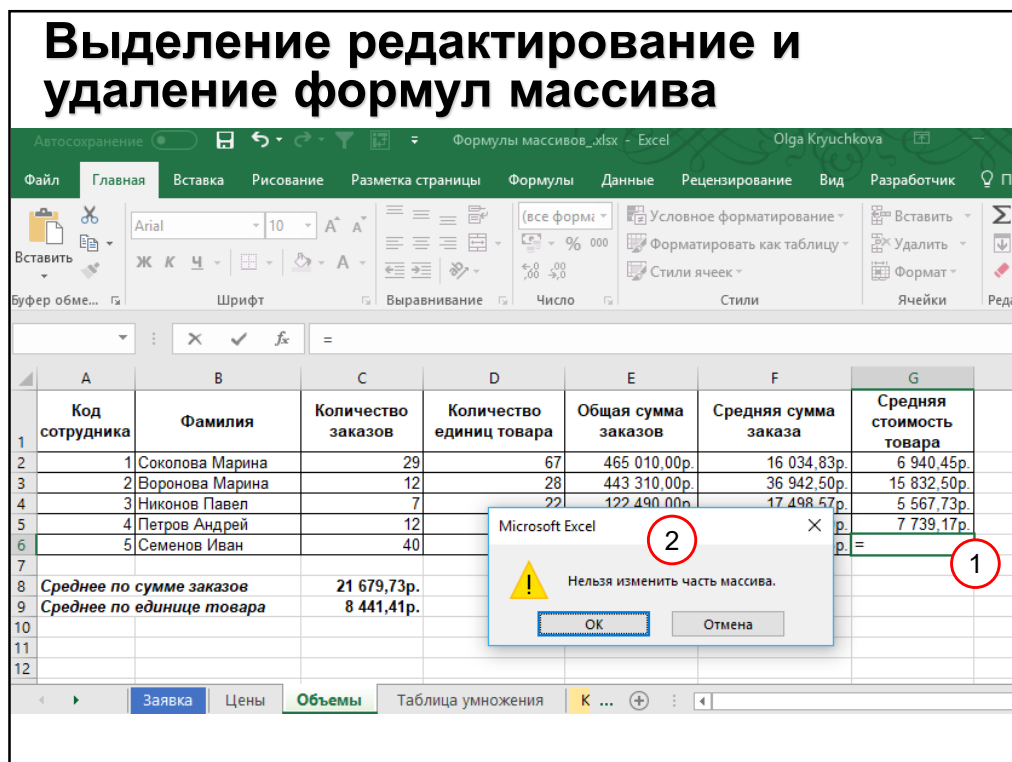 Выделение редактирование и
удаление формул массива
Автосохранение Формулы массивов_.xlsx - Excel Olga Kryuchkova
Файл Главная Вставка Рисование Разметка страницы Формулы Данные Рецензирование Вид Разработчик
Вставить
Arial 10
(все форма
% 000
Ж К Ч
Условное форматирование
Форматировать как таблицу
Стили ячеек
Вставить
Удалить
Формат
Буфер обме... Шрифт Выравнивание Число Стили Ячейки
fx =
A B C D E F G
1 Код сотрудника Фамилия Количество заказов Количество единиц товара Общая сумма заказов Средняя сумма заказа Средняя стоимость товара
2 1 Соколова Марина 29 67 465 010,00р. 16 034,83р. 6 940,45р.
3 2 Воронова Марина 12 28 443 310,00р. 36 942,50р. 15 832,50р.
4 3 Никонов Павел 7 22 122 490,00р. 17 498,57р. 5 567,73р.
5 4 Петров Андрей 12 р. 7 739,17р.
6 5 Семенов Иван 40 р. =
1
Microsoft Excel
2
Нельзя изменить часть массива.
ОК Отмена
7
8 Среднее по сумме заказов 21 679,73р.
9 Среднее по единице товара 8 441,41р.
10
11
12
Заявка Цены Объемы Таблица умножения К ...